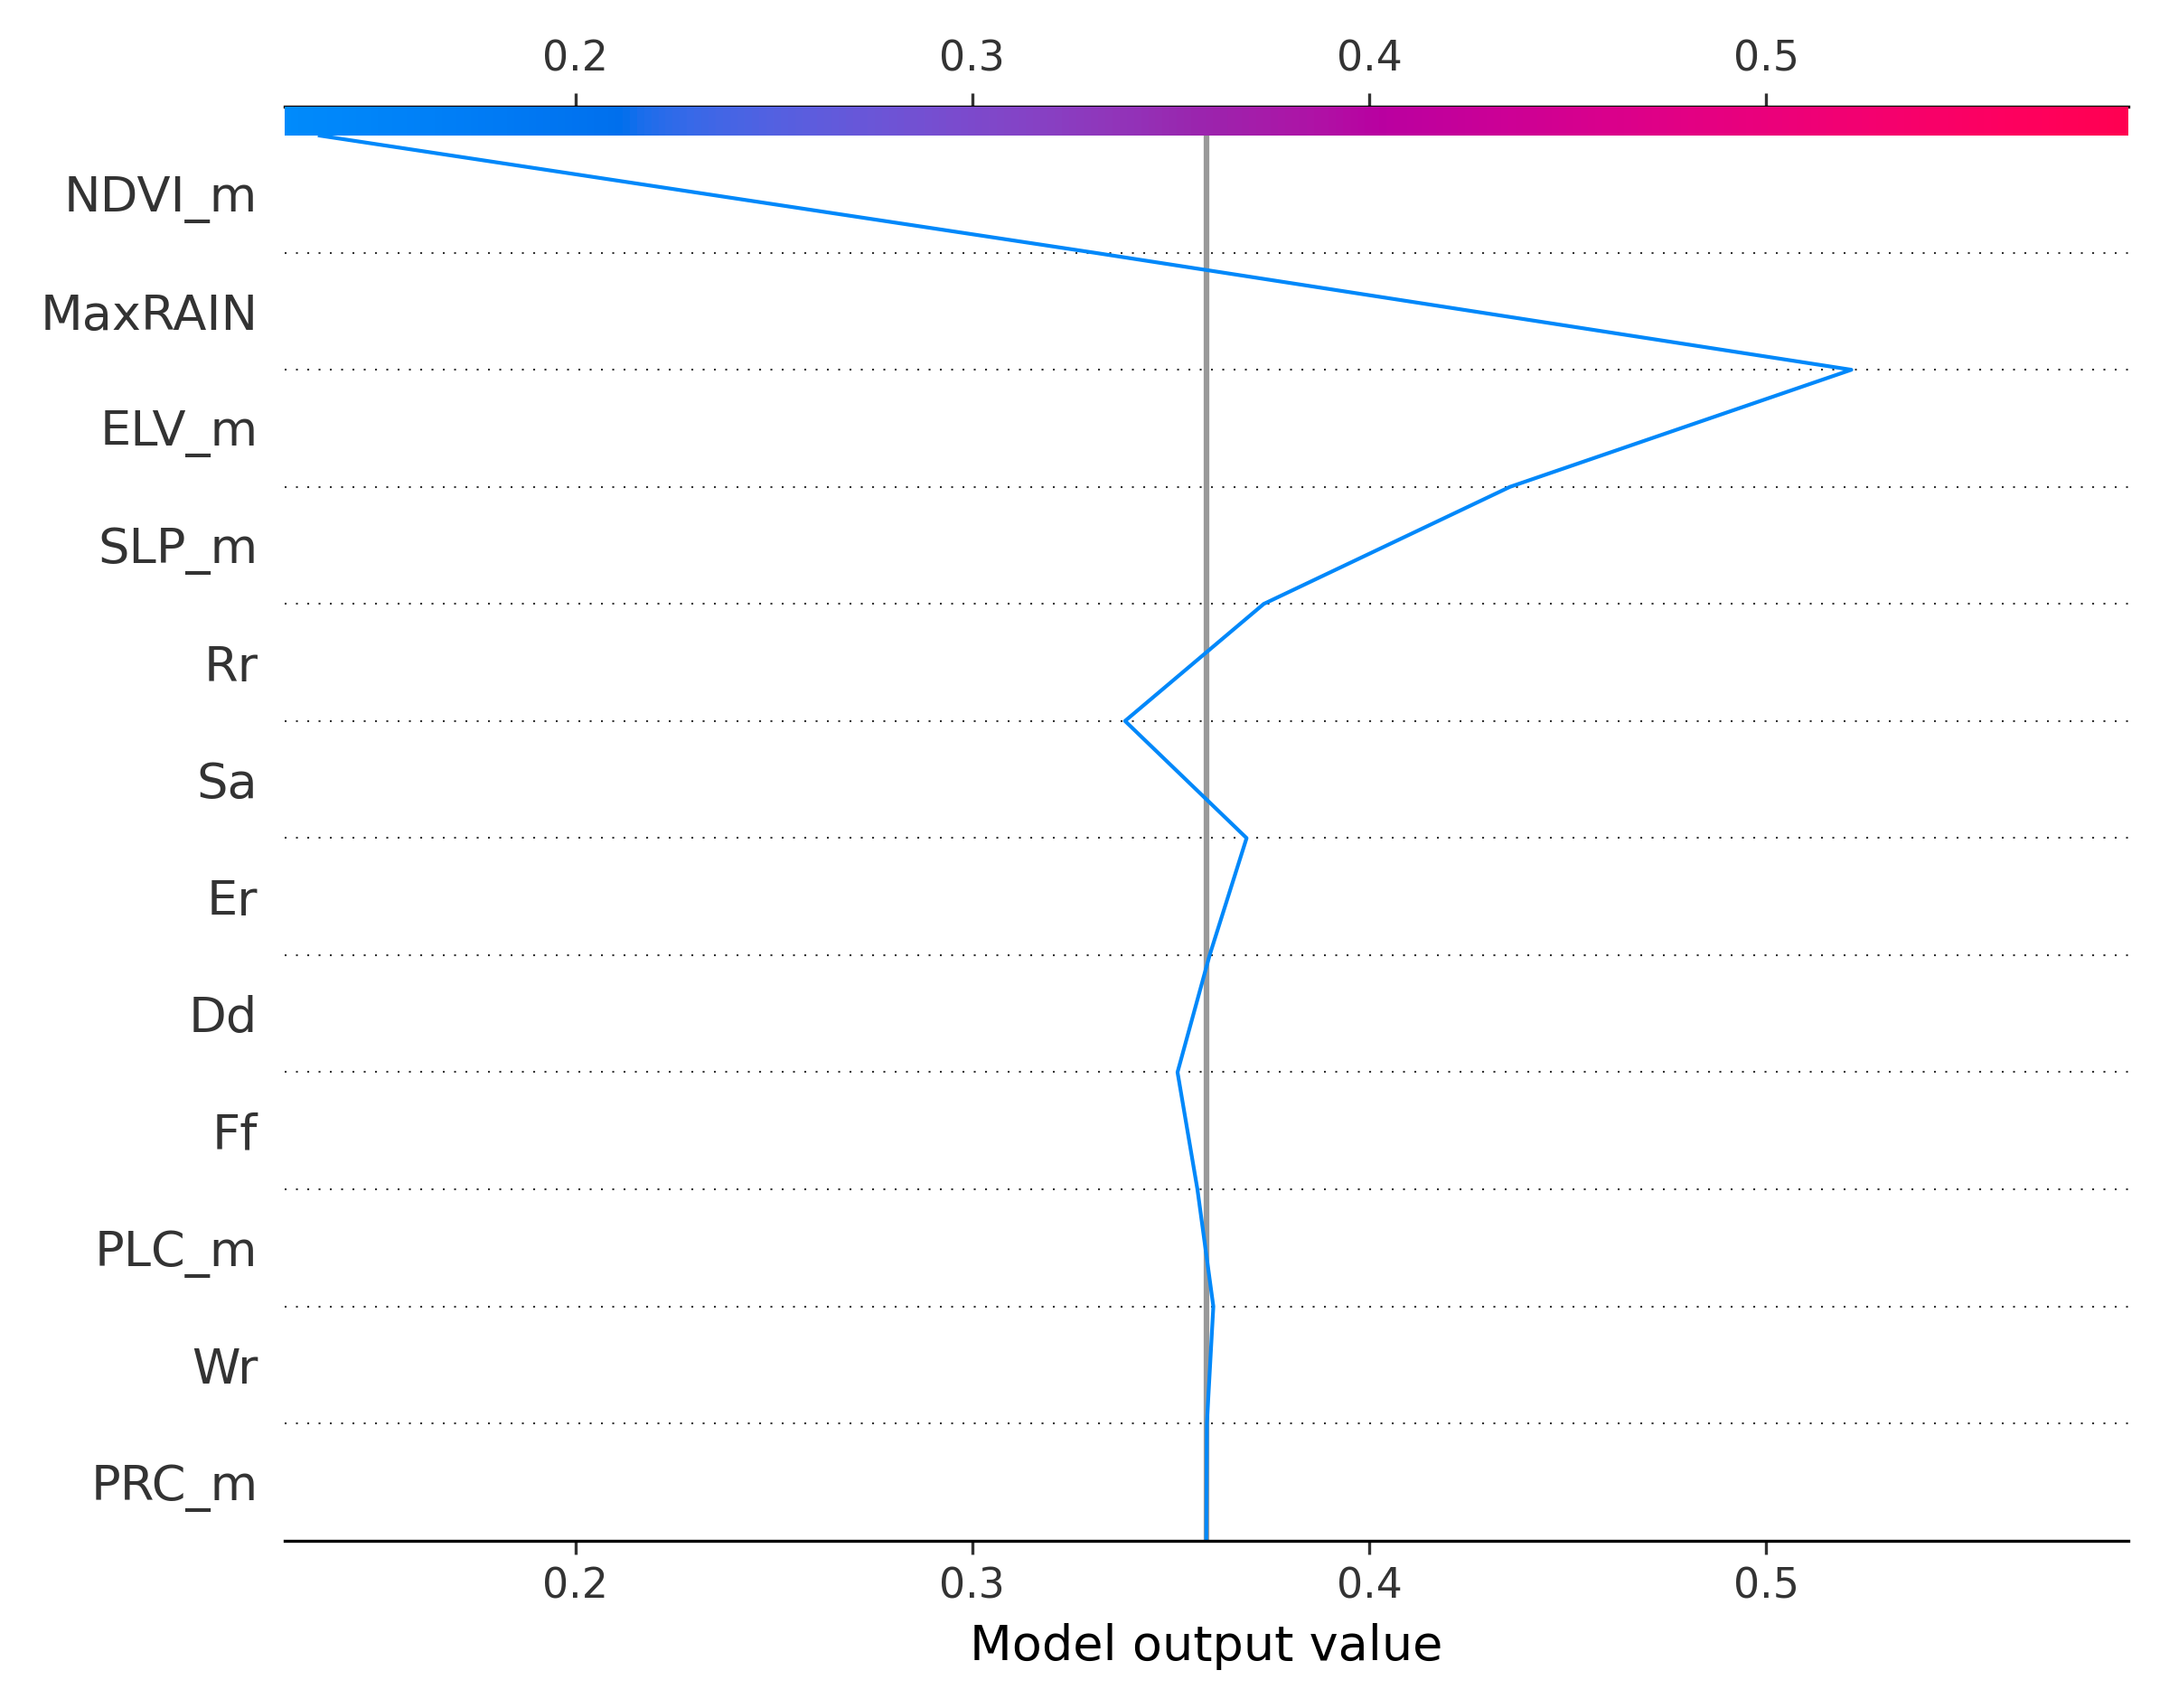 0.2 0.3 0.4 0.5
NDVI_m
MaxRAIN
ELV_m
SLP_m
Rr
Sa
Er
Dd
Ff
PLC_m
Wr
PRC_m
0.2 0.3 0.4 0.5
Model output value